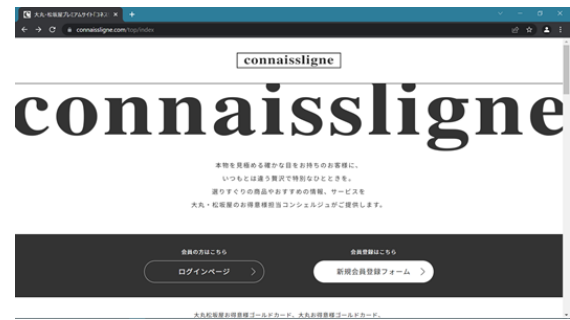 大丸・松坂屋プレミアムサイト「コネス
connaissligne.com/top/index
connaissligne
connaissligne
本物を見極める確かな目をお持ちのお客様に、
いつもとは違う贅沢で特別なひとときを。
選りすぐりの商品やおすすめの情報、サービスを
大丸・松坂屋のお得意様担当コンシェルジュがご提供します。
会員の方はこちら
会員登録はこちら
ログインページ
新規会員登録フォーム
大丸松坂屋お得意様ゴールドカード、大丸お得意様ゴールドカード、